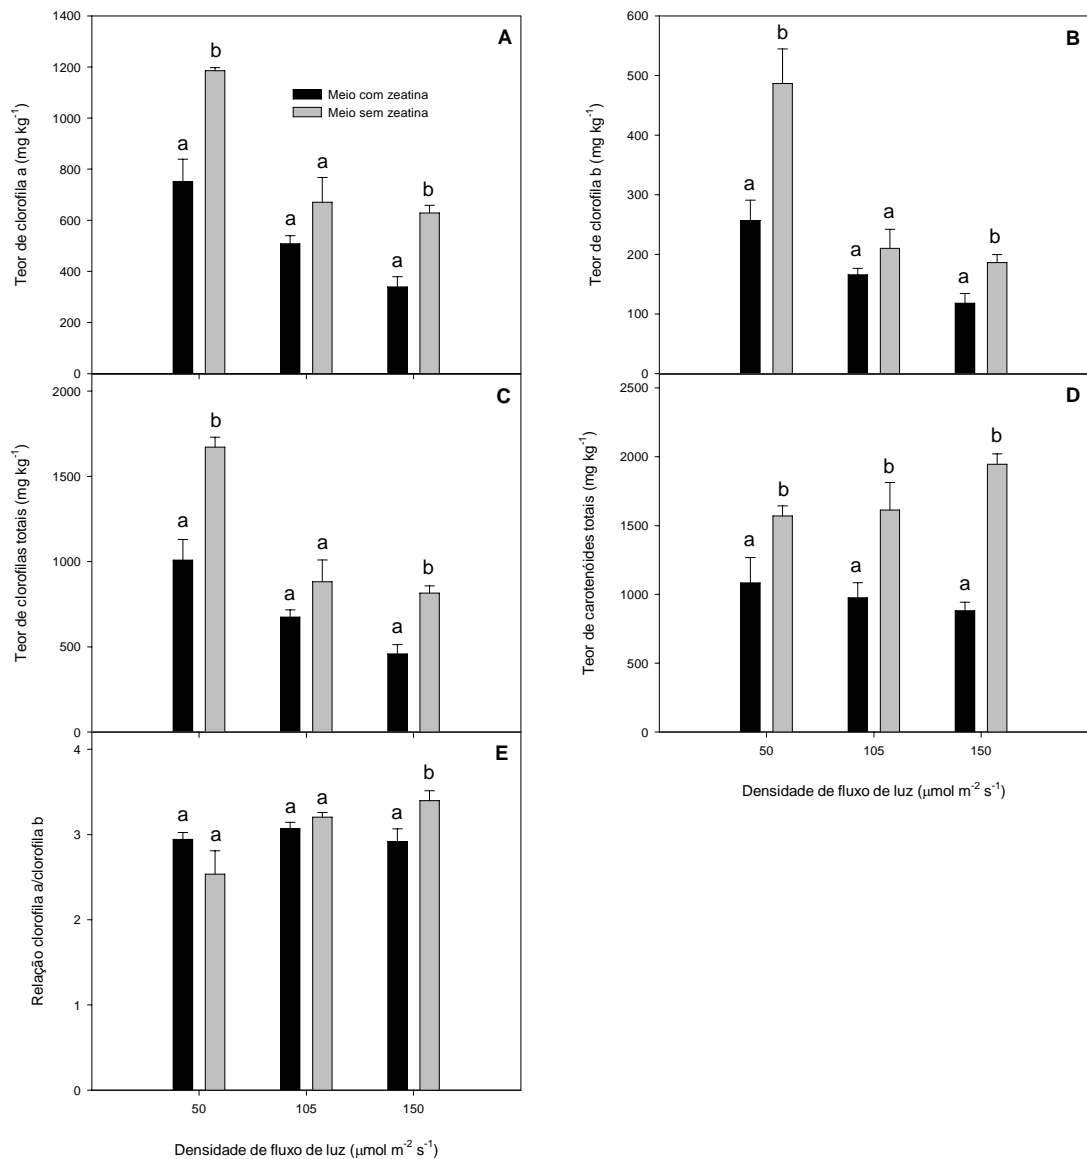 A
Teor de clorofila a (mg kg-1)
1400
1200
1000
800
600
400
200
0
Meio com zeatina
Meio sem zeatina
a
b
a
a
a
b
B
Teor de clorofila b (mg kg-1)
600
500
400
300
200
100
0
a
b
a
a
a
b
C
Teor de clorofilas totais (mg kg-1)
2000
1500
1000
500
0
a
b
a
a
a
b
D
Teor de carotenóides totais (mg kg-1)
2500
2000
1500
1000
500
0
a
b
a
b
a
b
50
105
150
Densidade de fluxo de luz (μmol m-2 s-1)
E
Relação clorofila a/clorofila b
4
3
2
1
0
a
a
a
a
a
b
50
105
150
Densidade de fluxo de luz (μmol m-2 s-1)